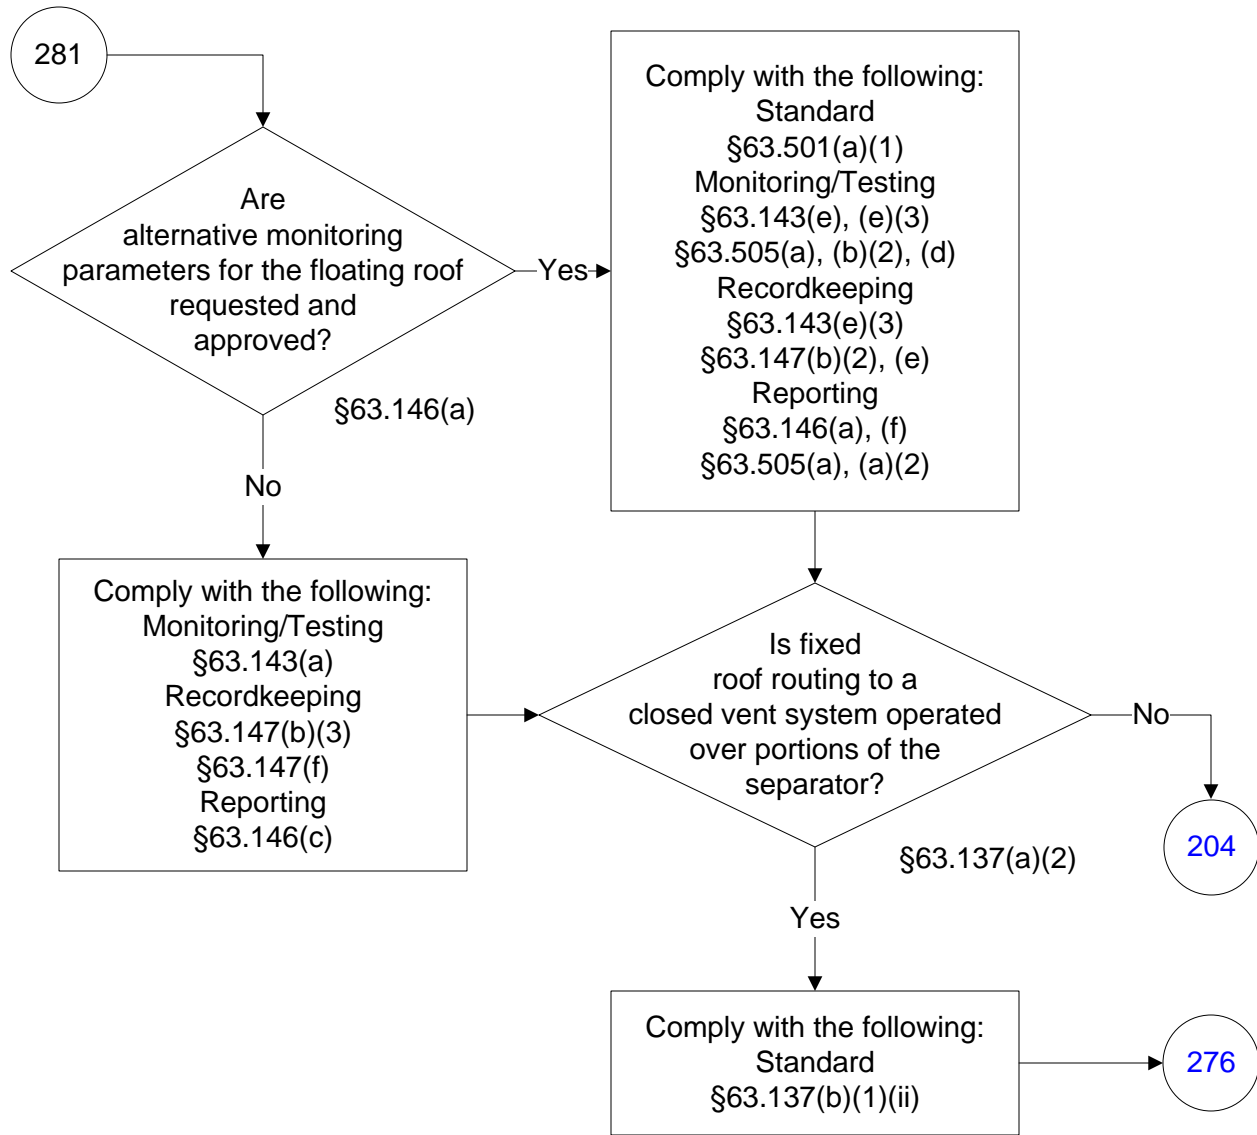 281
Are
alternative monitoring
parameters for the floating roof
requested and
approved?
Yes
§63.146(a)
No
Comply with the following:
Standard
§63.501(a)(1)
Monitoring/Testing
§63.143(e), (e)(3)
§63.505(a), (b)(2), (d)
Recordkeeping
§63.143(e)(3)
§63.147(b)(2), (e)
Reporting
§63.146(a), (f)
§63.505(a), (a)(2)
Comply with the following:
Monitoring/Testing
§63.143(a)
Recordkeeping
§63.147(b)(3)
§63.147(f)
Reporting
§63.146(c)
Is fixed
roof routing to a
closed vent system operated
over portions of the
separator?
No
204
§63.137(a)(2)
Yes
Comply with the following:
Standard
§63.137(b)(1)(ii)
276